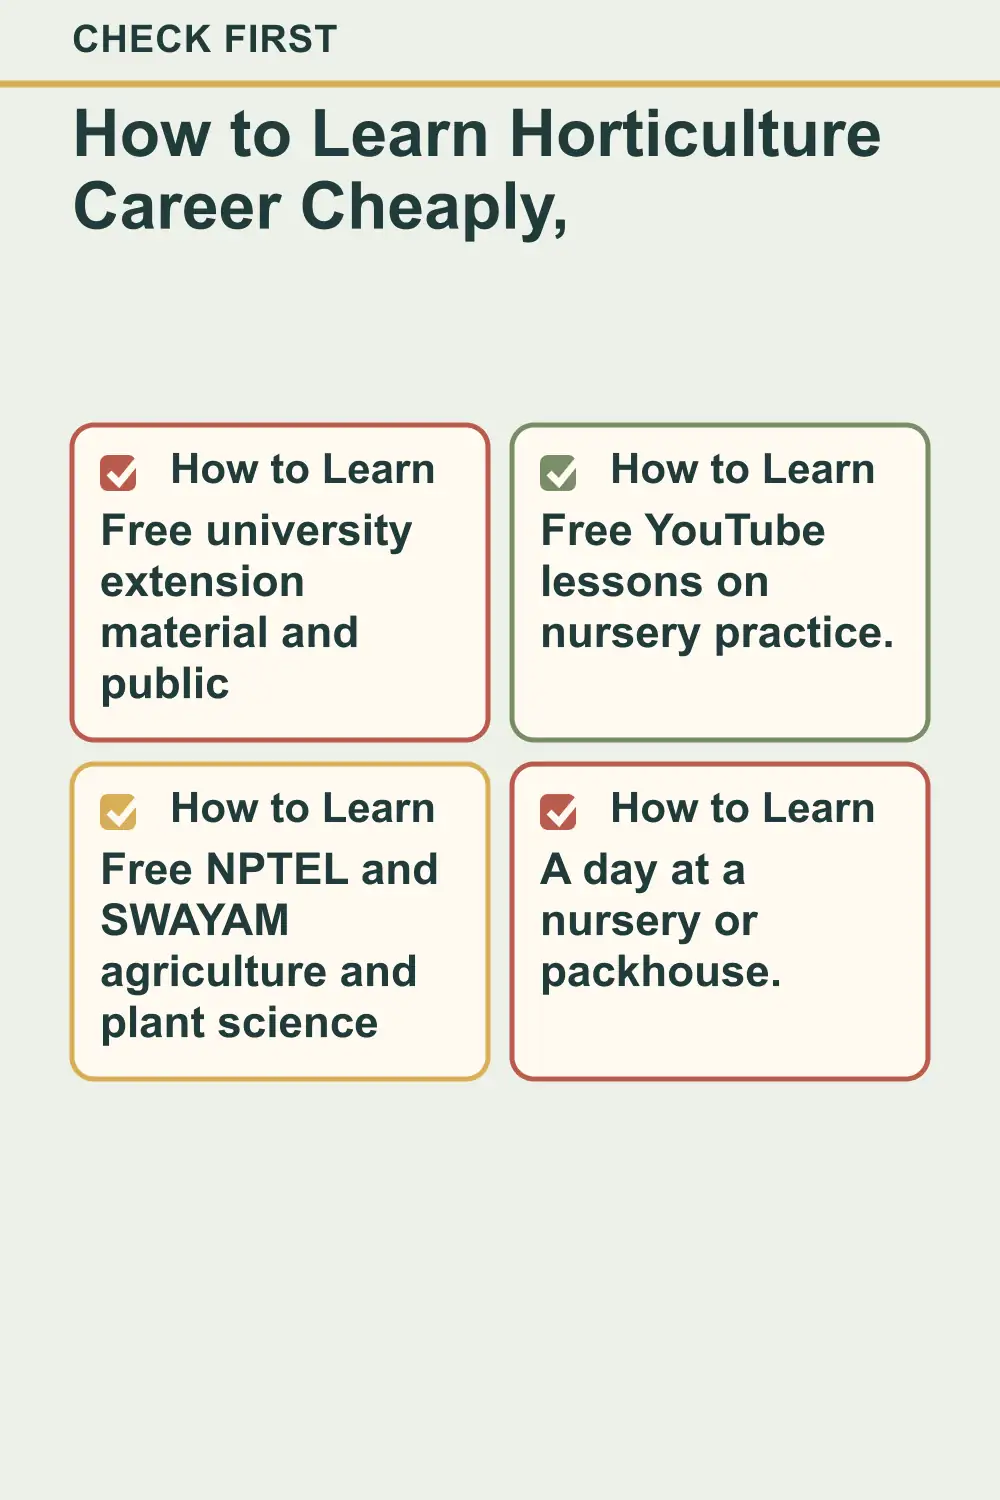 CHECK FIRST
How to Learn Horticulture
Career Cheaply,
How to Learn
Free university
extension
material and
public
How to Learn
Free YouTube
lessons on
nursery practice.
How to Learn
Free NPTEL and
SWAYAM
agriculture and
plant science
How to Learn
A day at a
nursery or
packhouse.